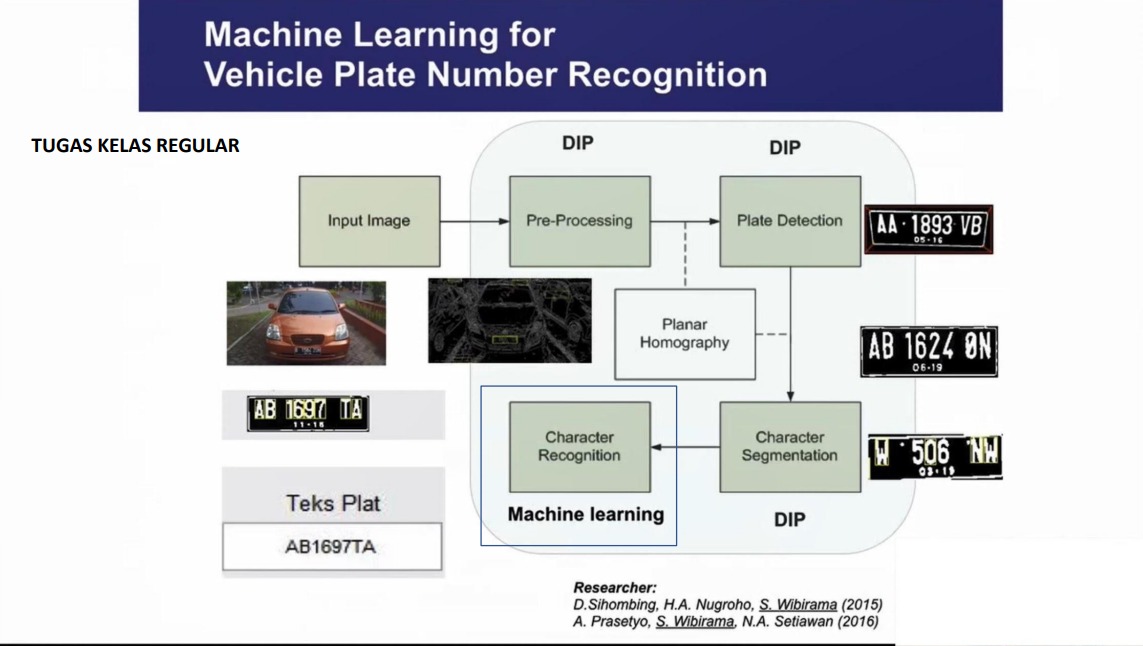 Machine Learning for
Vehicle Plate Number Recognition
TUGAS KELAS REGULAR
DIP
DIP
Input Image
Pre-Processing
Plate Detection
AA · 1893 VB
05-16
Planar
Homography
AB 1624 0N
06-19
AB 1697 TA
11-16
Character
Recognition
Character
Segmentation
W · 506 NW
03-19
Machine learning
DIP
Teks Plat
AB1697TA
Researcher:
D.Sihombing, H.A. Nugroho, S. Wibirama (2015)
A. Prasetyo, S. Wibirama, N.A. Setiawan (2016)